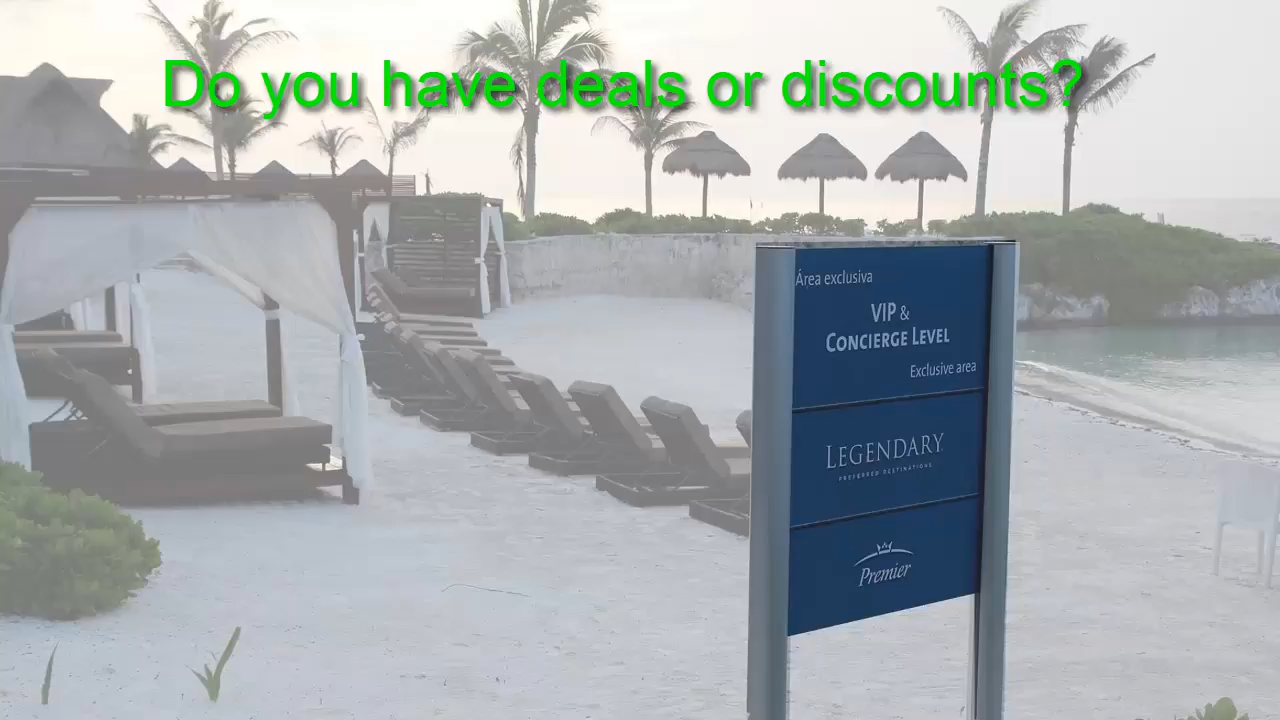 Do you have deals or discounts?
Área exclusiva
VIP &
CONCIERGE LEVEL
Exclusive area
LEGENDARY
PREFERRED DESTINATIONS
Premier